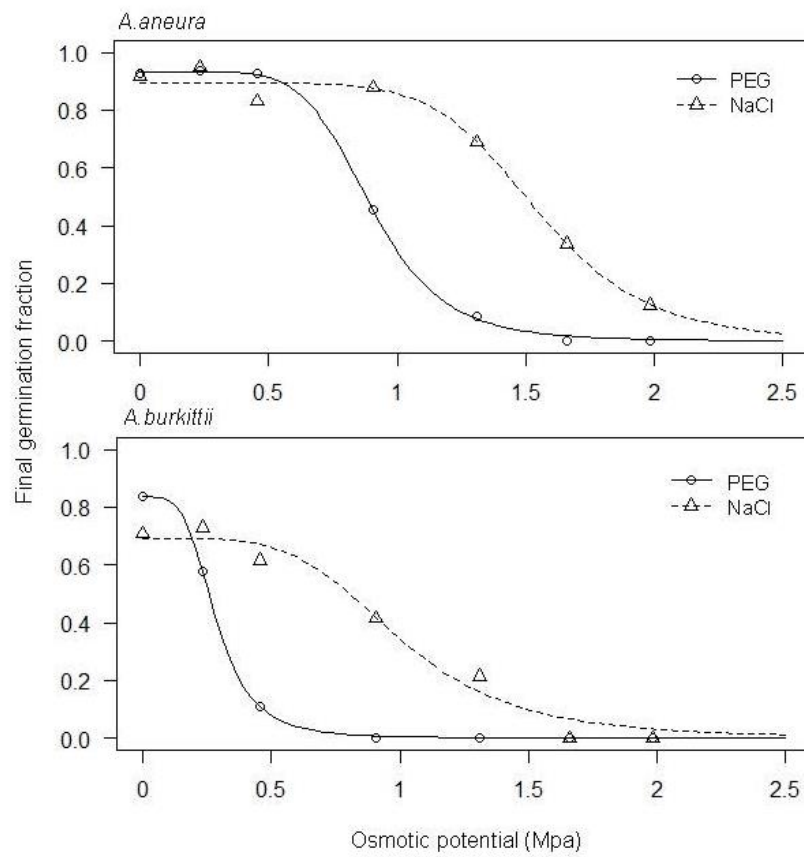 A.aneura
1.0
0.8
0.6
0.4
0.2
0.0
PEG
NaCl
0 0.5 1 1.5 2 2.5
Final germination fraction
A.burkittii
1.0
0.8
0.6
0.4
0.2
0.0
PEG
NaCl
0 0.5 1 1.5 2 2.5
Osmotic potential (Mpa)